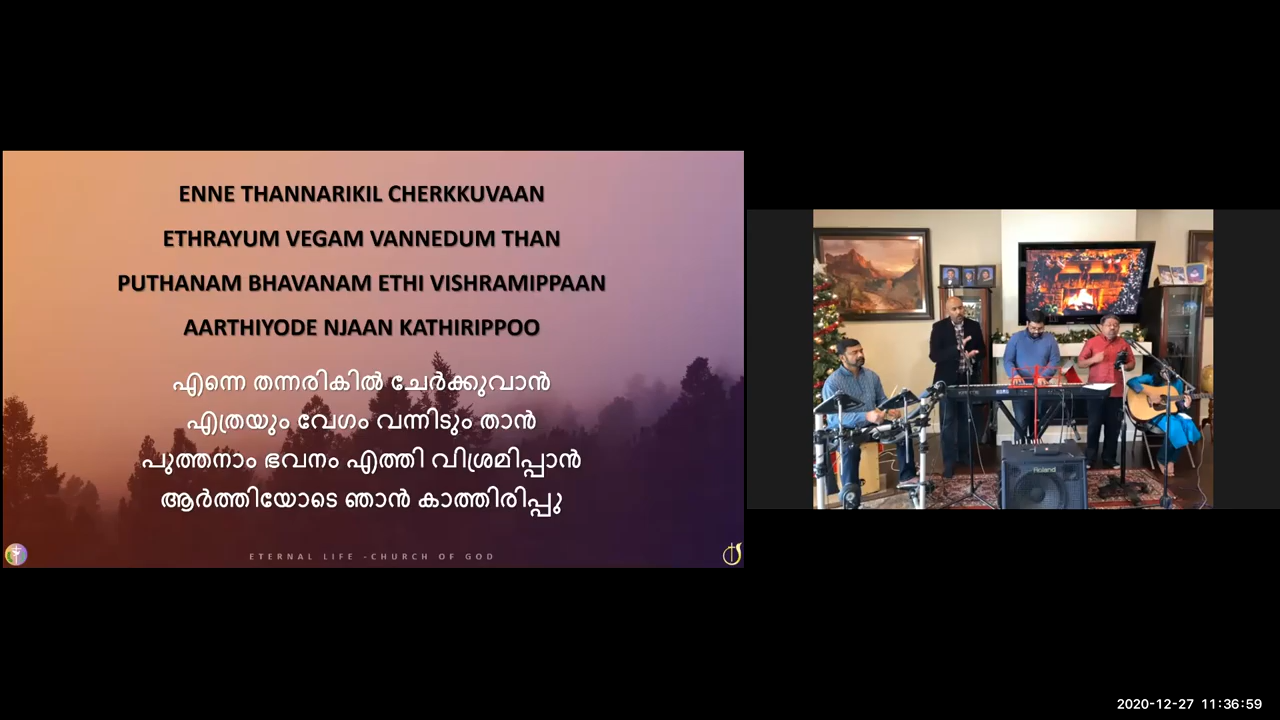 ENNE THANNARIKIL CHERKKUVAAN
ETHRAYUM VEGAM VANNEDUM THAN
PUTHANAM BHAVANAM ETHI VISHRAMIPPAAN
AARTHIYODE NJAAN KATHIRIPPOO
എന്നെ തന്നരികിൽ ചേർക്കുവാൻ
എത്രയും വേഗം വന്നിടും താൻ
പുത്തനാം ഭവനം എത്തി വിശ്രമിപ്പാൻ
ആർത്തിയോടെ ഞാൻ കാത്തിരിപ്പു
ETERNAL LIFE -CHURCH OF GOD
Roland
2020-12-27 11:36:59